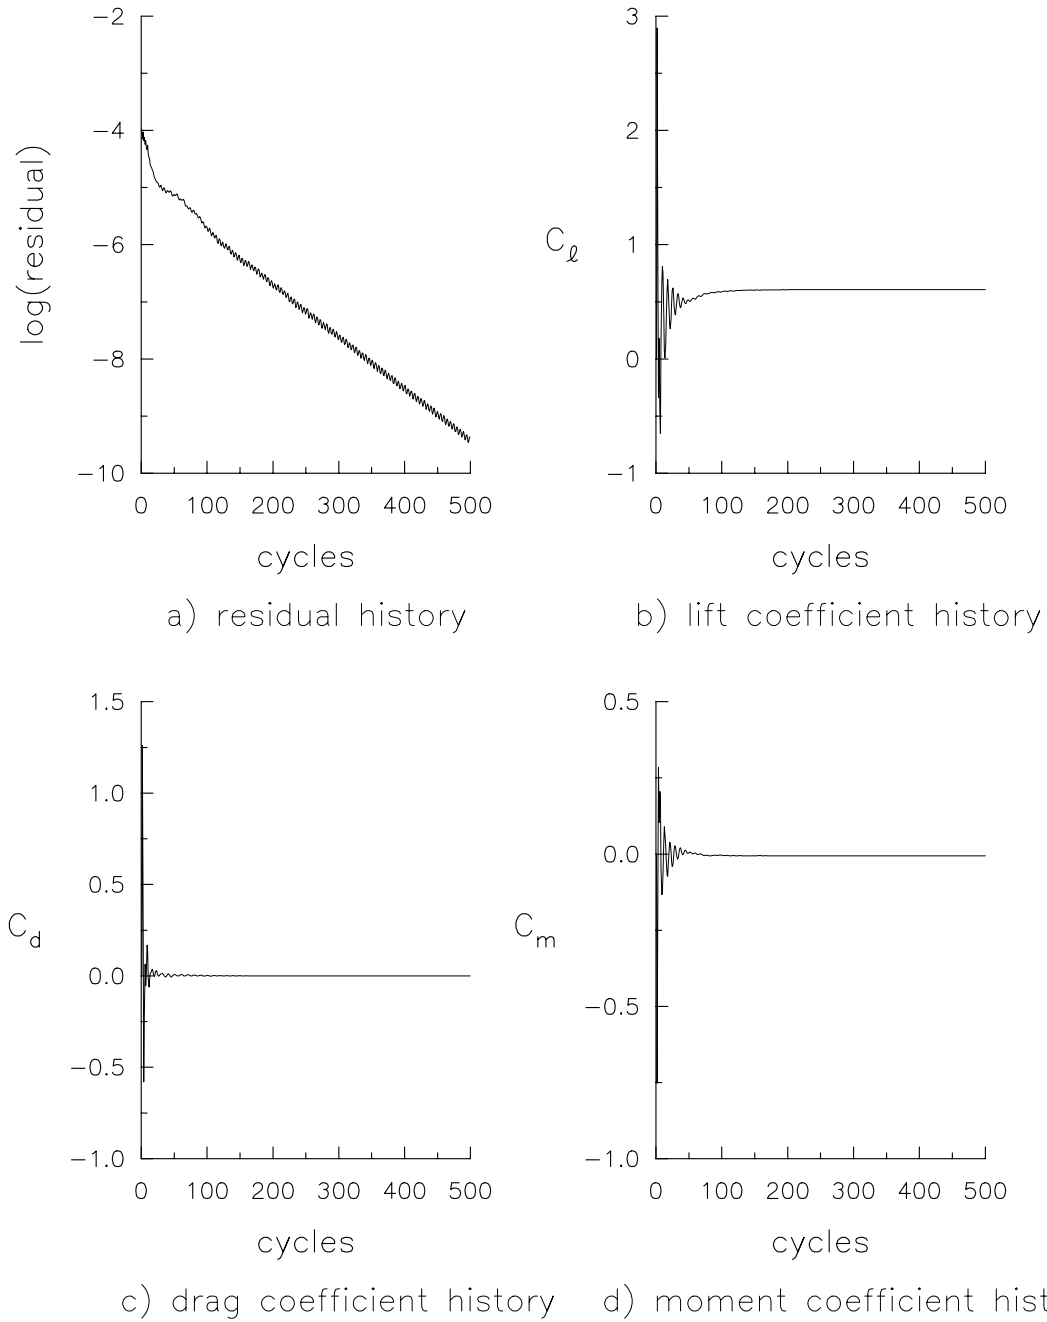 −2
−4
−6
−8
−10
log(residual)
0 100 200 300 400 500
cycles
a) residual history
3
2
1
0
−1
C_ℓ
0 100 200 300 400 500
cycles
b) lift coefficient history
1.5
1.0
0.5
0.0
−0.5
−1.0
C_d
0 100 200 300 400 500
cycles
c) drag coefficient history
0.5
0.0
−0.5
−1.0
C_m
0 100 200 300 400 500
cycles
d) moment coefficient hist